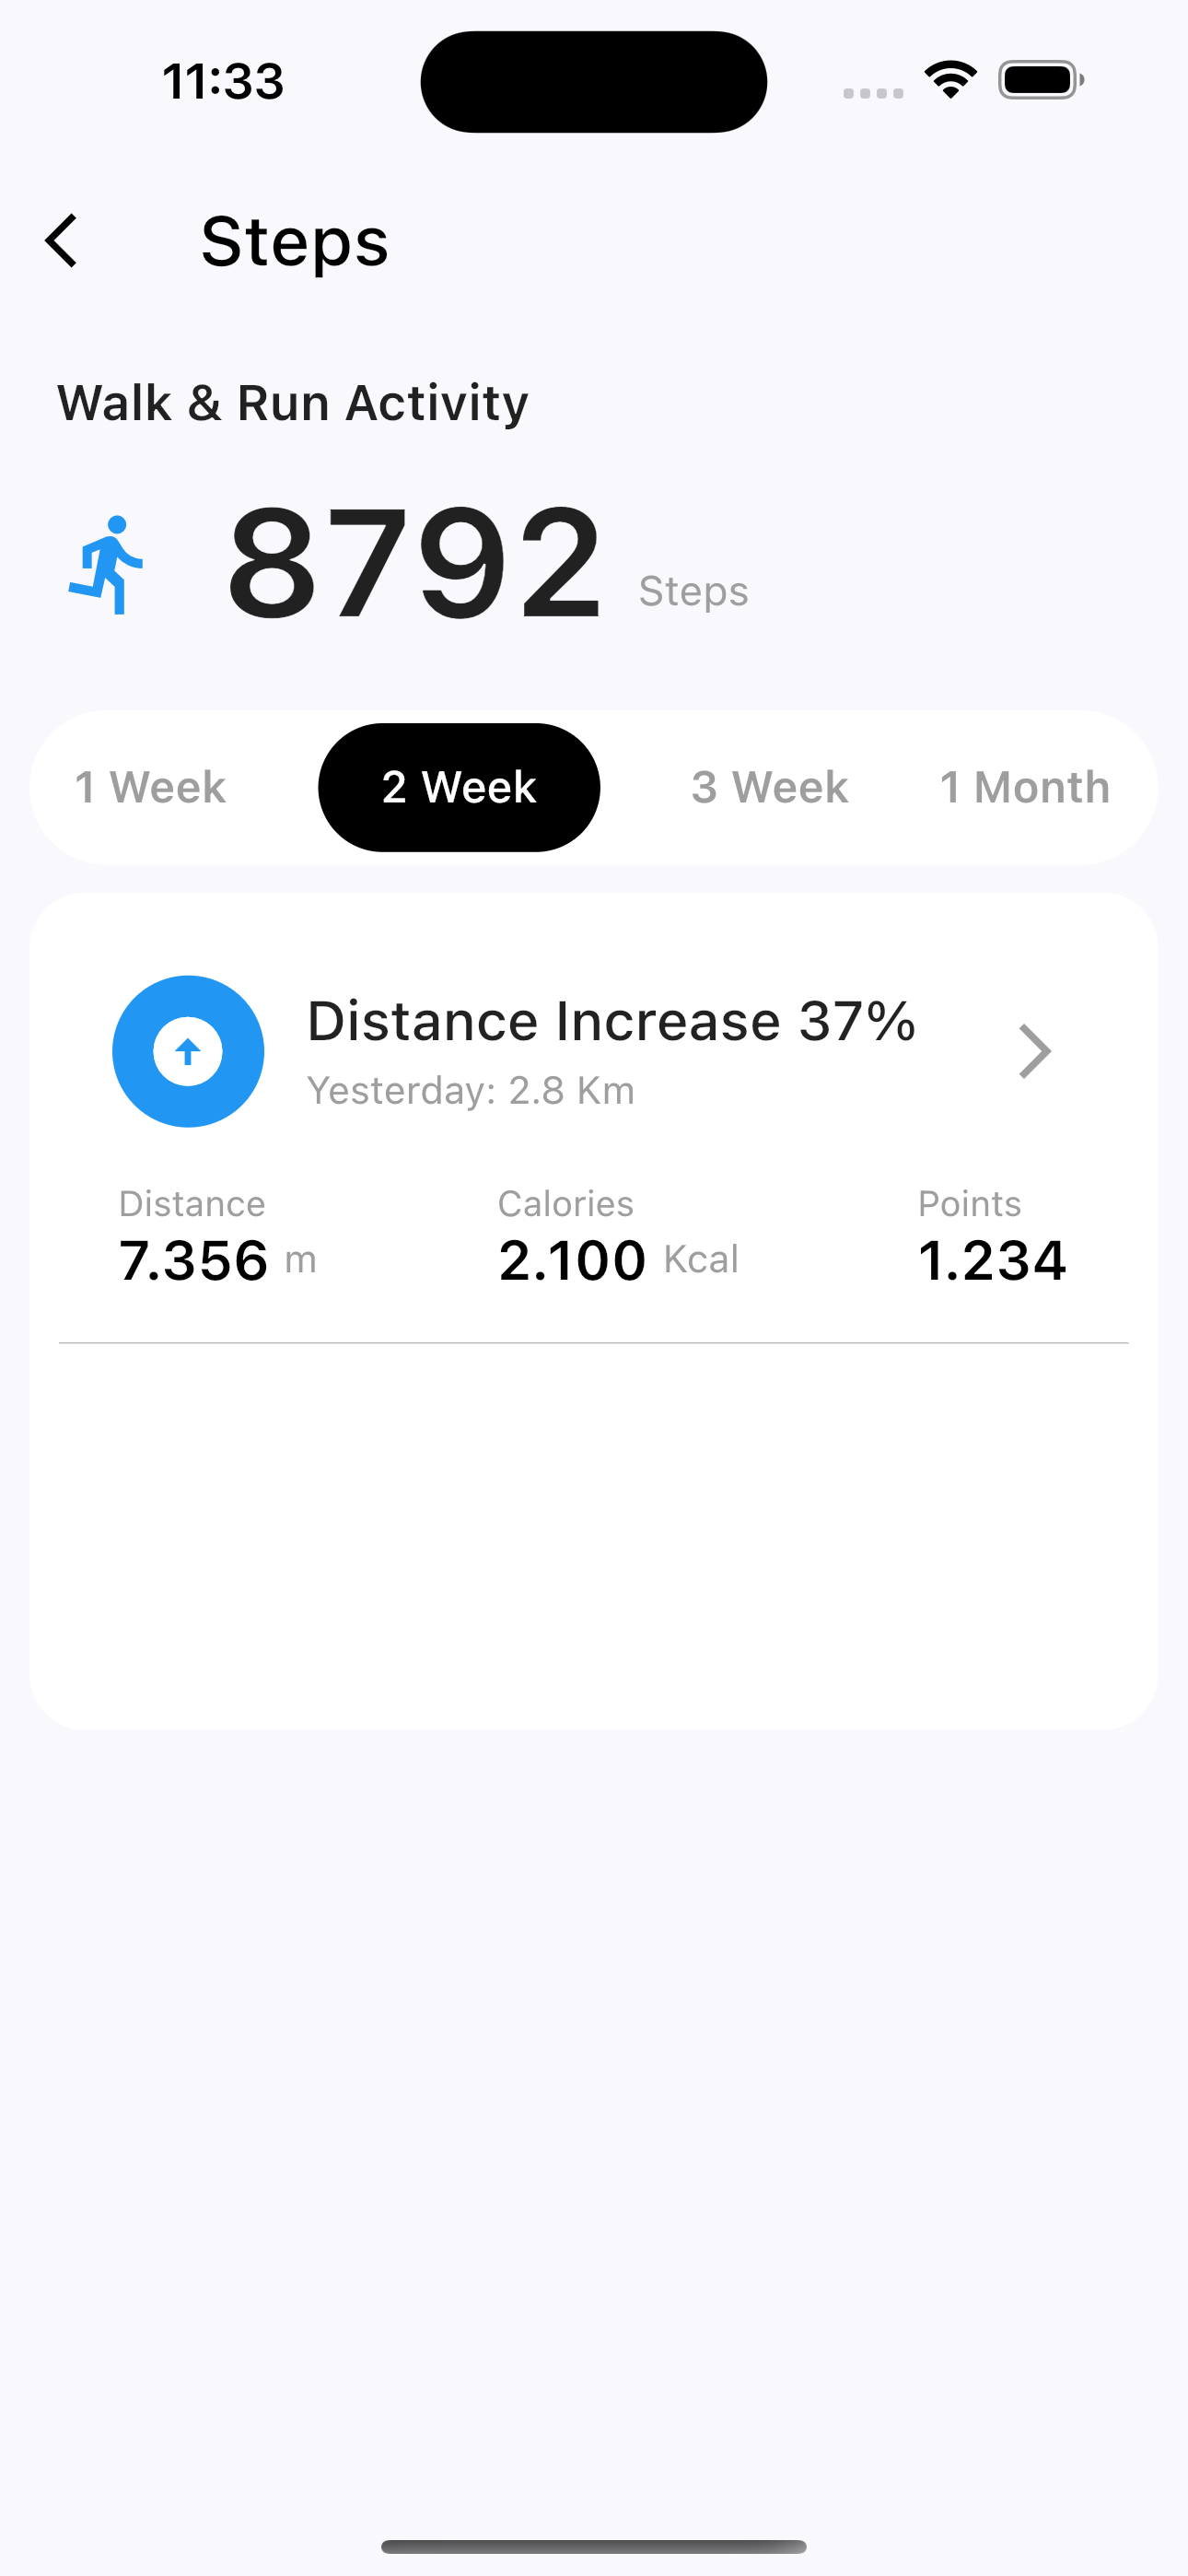 11:33
Steps
Walk & Run Activity
8792 Steps
1 Week 2 Week 3 Week 1 Month
Distance Increase 37%
Yesterday: 2.8 Km
Distance Calories Points
7.356 m 2.100 Kcal 1.234